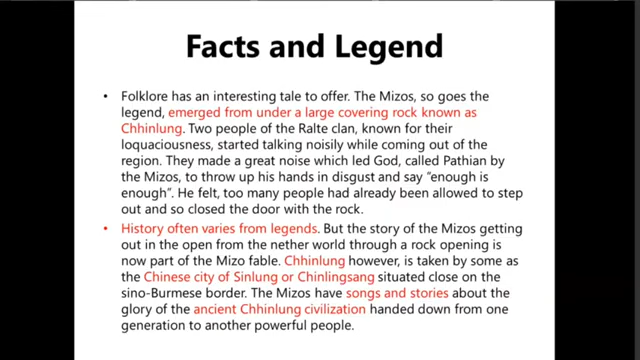 Facts and Legend
• Folklore has an interesting tale to offer. The Mizos, so goes the
legend, emerged from under a large covering rock known as
Chhinlung. Two people of the Ralte clan, known for their
loquaciousness, started talking noisily while coming out of the
region. They made a great noise which led God, called Pathian by
the Mizos, to throw up his hands in disgust and say “enough is
enough”. He felt, too many people had already been allowed to step
out and so closed the door with the rock.
• History often varies from legends. But the story of the Mizos getting
out in the open from the nether world through a rock opening is
now part of the Mizo fable. Chhinlung however, is taken by some as
the Chinese city of Sinlung or Chinlingsang situated close on the
sino-Burmese border. The Mizos have songs and stories about the
glory of the ancient Chhinlung civilization handed down from one
generation to another powerful people.